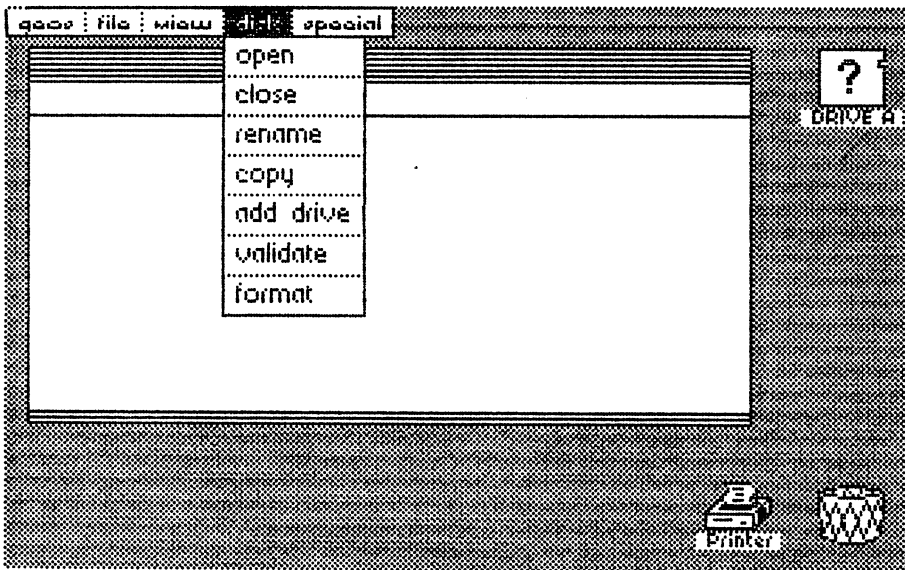 geos file view disk special
open
close
rename
copy
add drive
validate
format
?
DRIVE A
Printer